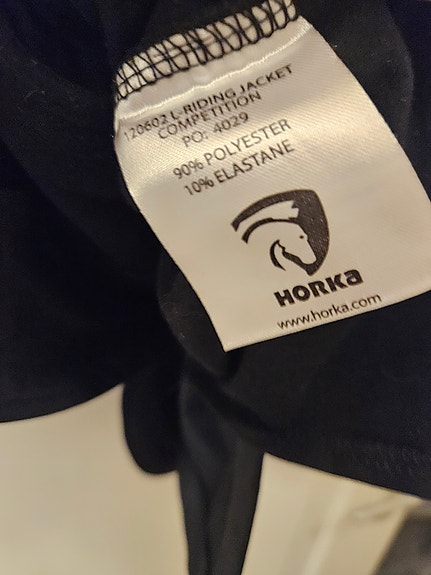 120602 L-RIDING JACKET
COMPETITION
PO: 4029
90% POLYESTER
10% ELASTANE
HORKa
www.horka.com